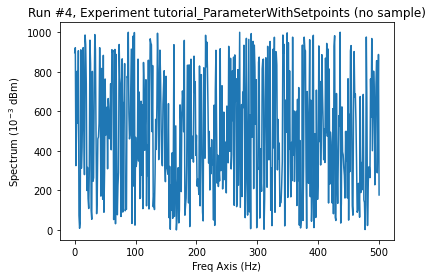 Run #4, Experiment tutorial_ParameterWithSetpoints (no sample)
1000
800
600
400
200
0
Spectrum (10⁻³ dBm)
0 100 200 300 400 500
Freq Axis (Hz)